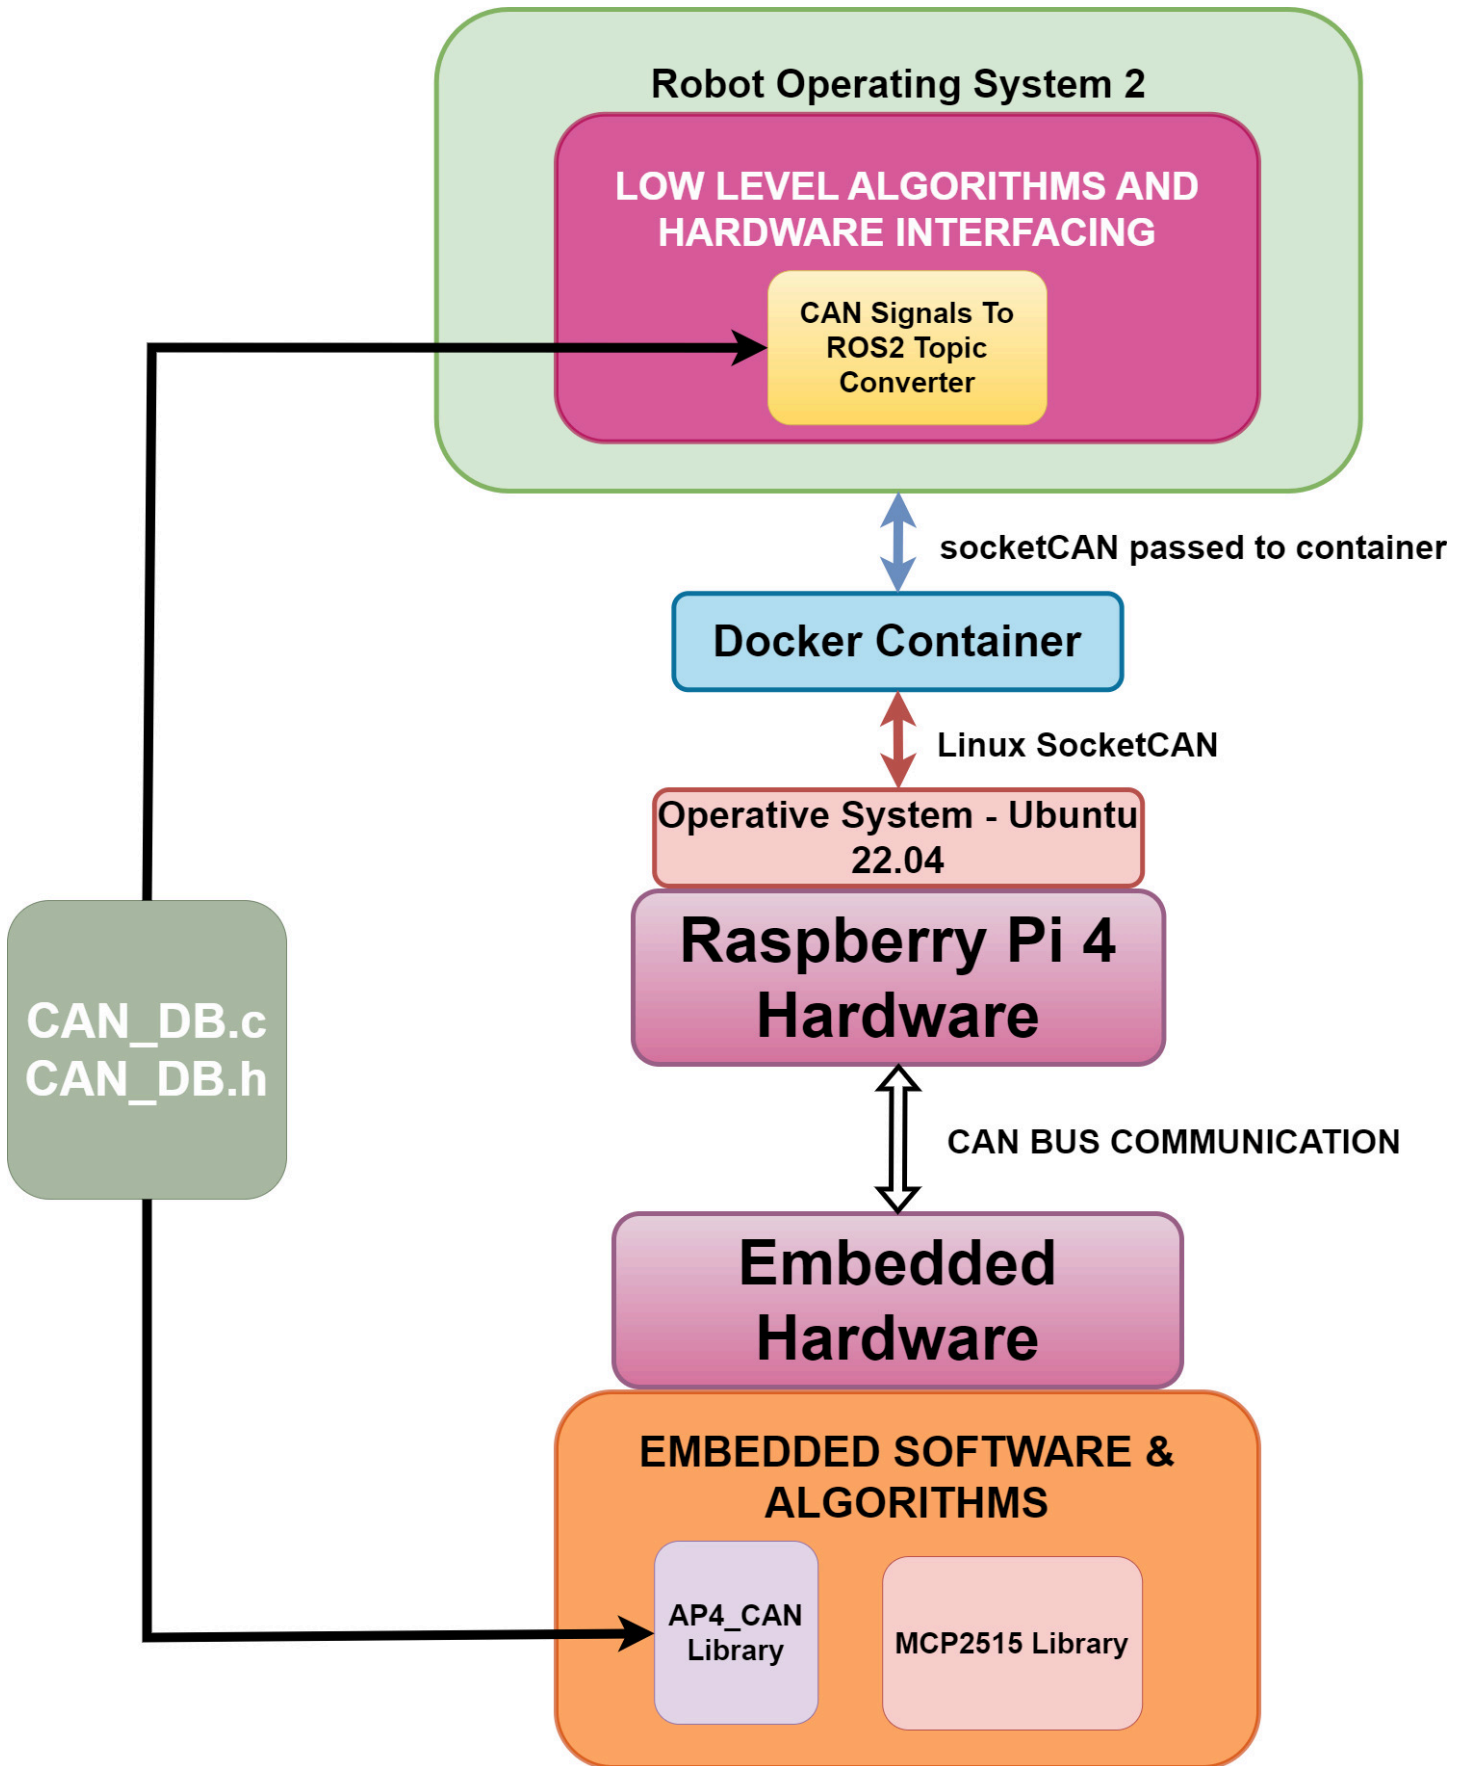 Robot Operating System 2
LOW LEVEL ALGORITHMS AND
HARDWARE INTERFACING
CAN Signals To
ROS2 Topic
Converter
socketCAN passed to container
Docker Container
Linux SocketCAN
Operative System - Ubuntu
22.04
Raspberry Pi 4
Hardware
CAN_DB.c
CAN_DB.h
CAN BUS COMMUNICATION
Embedded
Hardware
EMBEDDED SOFTWARE &
ALGORITHMS
AP4_CAN
Library
MCP2515 Library